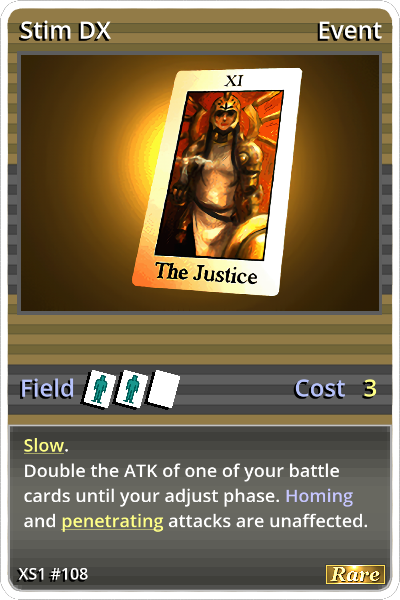 Stim DX Event
XI
The Justice
Field Cost 3
Slow.
Double the ATK of one of your battle
cards until your adjust phase. Homing
and penetrating attacks are unaffected.
XS1 #108 Rare